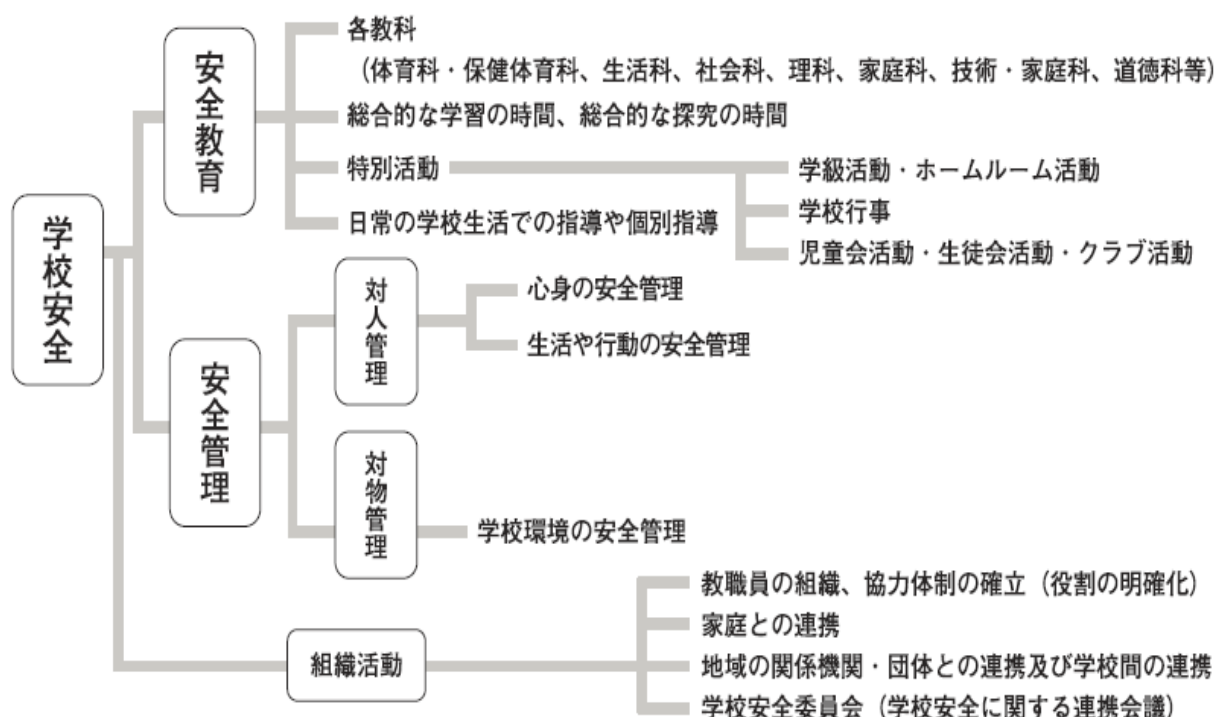 学校安全
安全教育
各教科
（体育科・保健体育科、生活科、社会科、理科、家庭科、技術・家庭科、道徳科等）
総合的な学習の時間、総合的な探究の時間
特別活動
学級活動・ホームルーム活動
学校行事
児童会活動・生徒会活動・クラブ活動
日常の学校生活での指導や個別指導
安全管理
対人管理
心身の安全管理
生活や行動の安全管理
対物管理
学校環境の安全管理
組織活動
教職員の組織、協力体制の確立（役割の明確化）
家庭との連携
地域の関係機関・団体との連携及び学校間の連携
学校安全委員会（学校安全に関する連携会議）